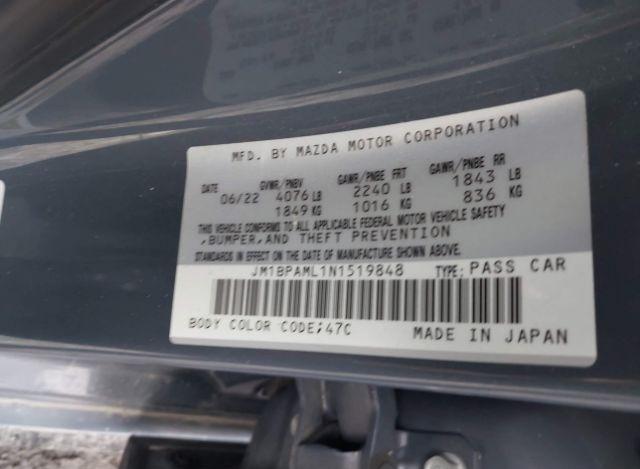 MFD. BY MAZDA MOTOR CORPORATION
DATE GVWR/PNBV GAWR/PNBE FRT GAWR/PNBE RR
06/22 4076 LB 2240 LB 1843 LB
1849 KG 1016 KG 836 KG
THIS VEHICLE CONFORMS TO ALL APPLICABLE FEDERAL MOTOR VEHICLE SAFETY
,BUMPER,AND THEFT PREVENTION
STANDARDS IN EFFECT ON THE DATE OF MANUFACTURE SHOWN ABOVE.
JM1BPAML1N1519848 TYPE: PASS CAR
BODY COLOR CODE;47C MADE IN JAPAN